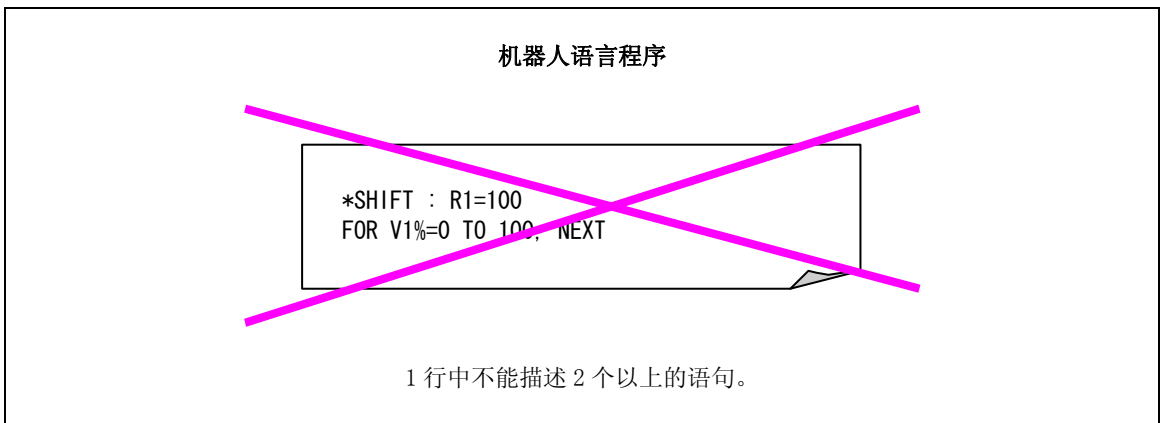 机器人语言程序
*SHIFT : R1=100
FOR V1%=0 TO 100, NEXT
1 行中不能描述 2 个以上的语句。